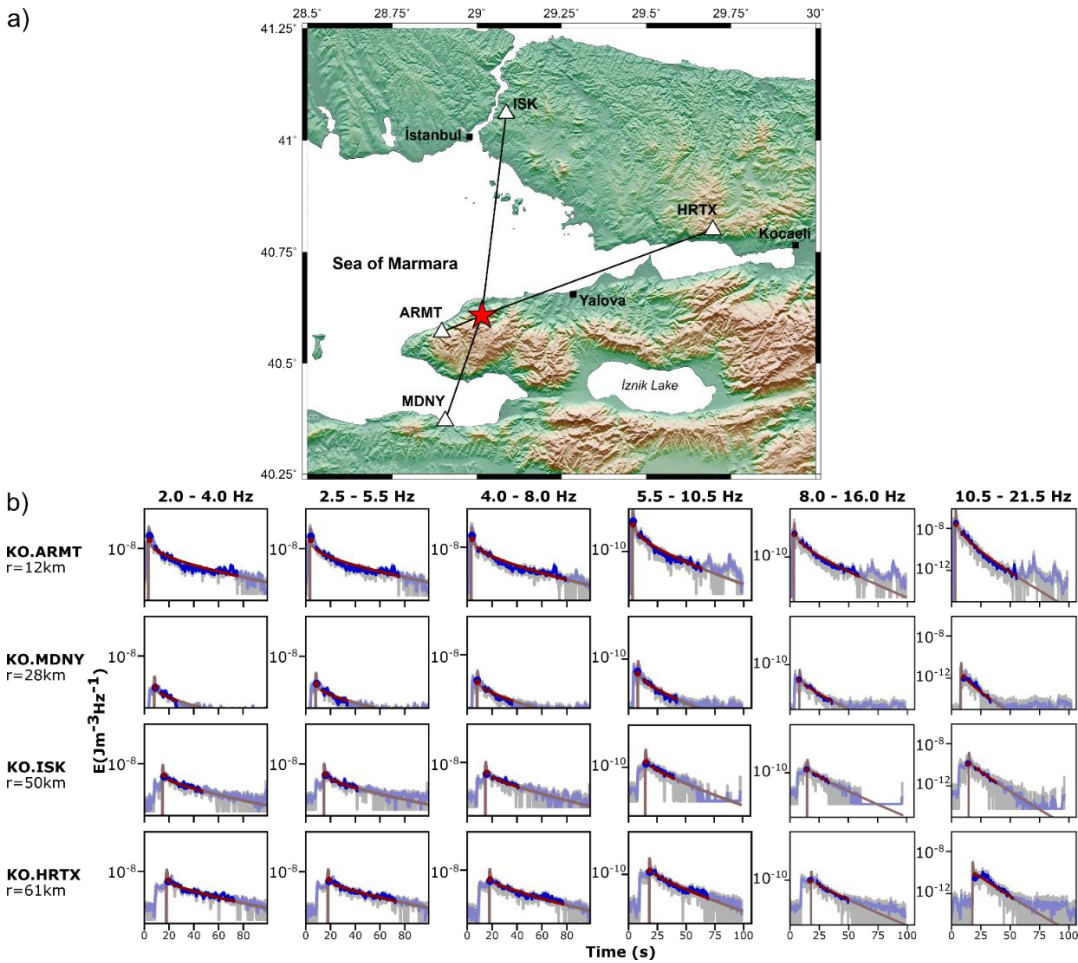 a)
28.5 28.75 29° 29.25 29.5 29.75 30°
41.25°
ISK
İstanbul
41°
HRTX
Kocaeli
40.75°
Sea of Marmara
Yalova
ARMT
40.5°
İznik Lake
MDNY
40.25°
b)
2.0 - 4.0 Hz 2.5 - 5.5 Hz 4.0 - 8.0 Hz 5.5 - 10.5 Hz 8.0 - 16.0 Hz 10.5 - 21.5 Hz
KO.ARMT
r=12km
10⁻⁸ 10⁻⁸ 10⁻⁸ 10⁻¹⁰ 10⁻¹⁰ 10⁻⁸
10⁻¹²
KO.MDNY
r=28km
10⁻⁸ 10⁻⁸ 10⁻⁸ 10⁻¹⁰ 10⁻¹⁰ 10⁻⁸
10⁻¹²
E(Jm⁻³Hz⁻¹)
KO.ISK
r=50km
10⁻⁸ 10⁻⁸ 10⁻⁸ 10⁻¹⁰ 10⁻¹⁰ 10⁻⁸
10⁻¹²
KO.HRTX
r=61km
10⁻⁸ 10⁻⁸ 10⁻⁸ 10⁻¹⁰ 10⁻¹⁰ 10⁻⁸
10⁻¹²
0 20 40 60 80 0 20 40 60 80 0 20 40 60 80 0 25 50 75 100 0 25 50 75 100 0 25 50 75 100
Time (s)